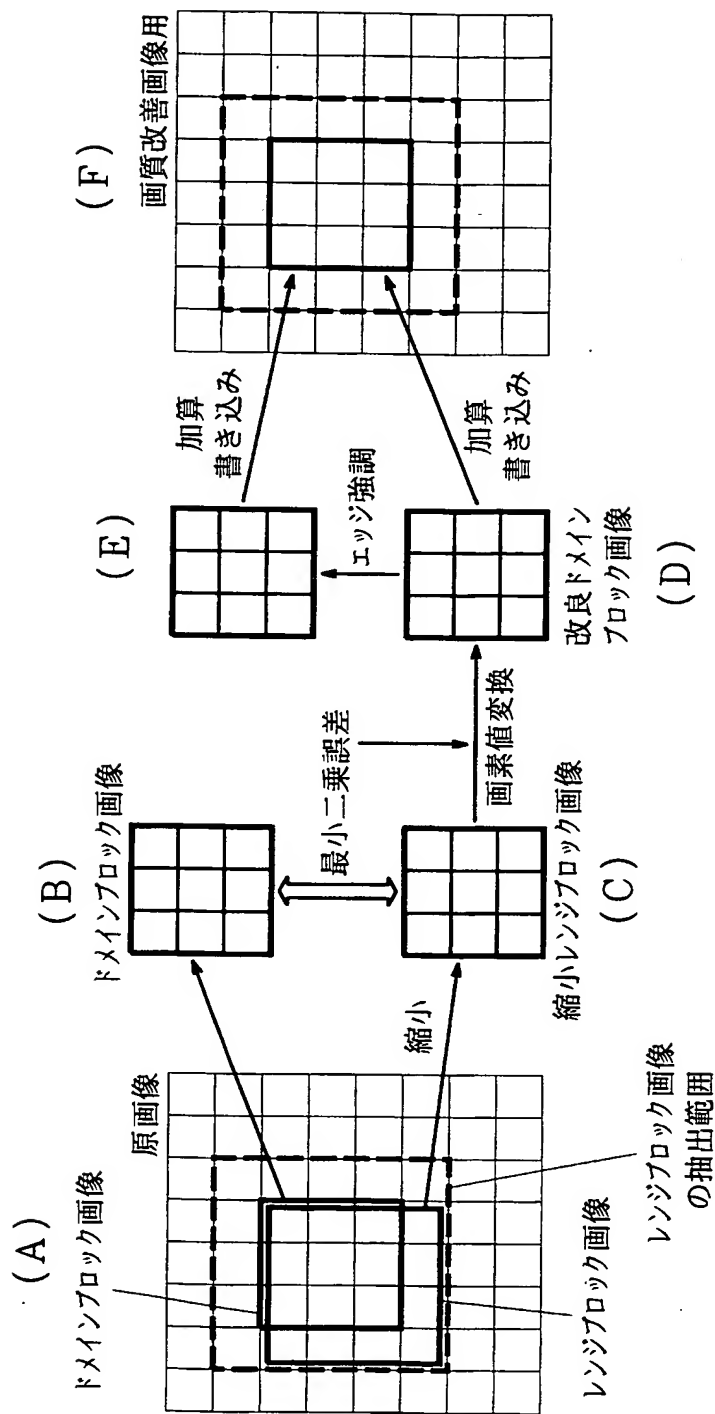 (A)
ドメインブロック画像
原画像
レンジブロック画像
レンジブロック画像
の抽出範囲
(B)
ドメインブロック画像
縮小
最小二乗誤差
縮小レンジブロック画像
(C)
画素値変換
(E)
エッジ強調
改良ドメイン
ブロック画像
(D)
加算
書き込み
加算
書き込み
(F)
画質改善画像用